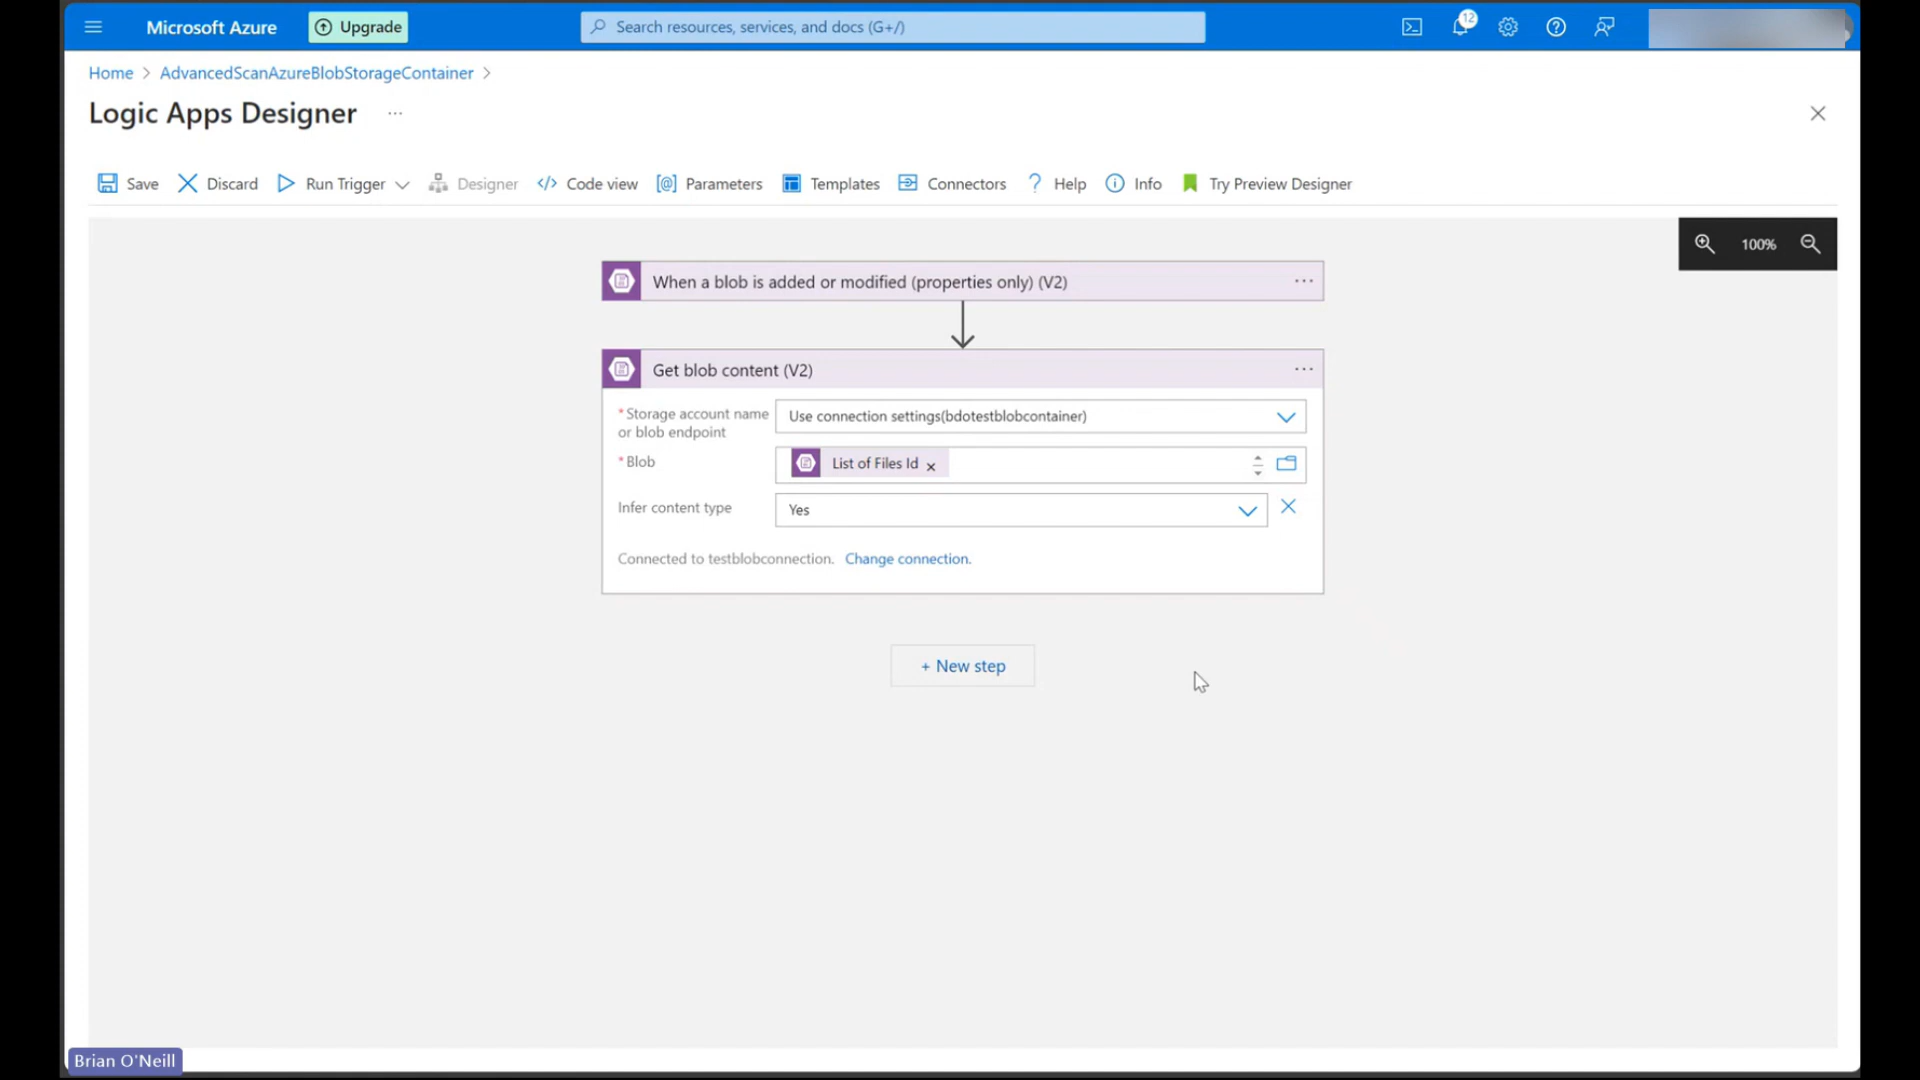 Microsoft Azure
Upgrade
Search resources, services, and docs (G+/)
12
Home > AdvancedScanAzureBlobStorageContainer >
Logic Apps Designer ...
Save Discard Run Trigger Designer Code view Parameters Templates Connectors Help Info Try Preview Designer
100%
When a blob is added or modified (properties only) (V2)
Get blob content (V2)
*Storage account name
or blob endpoint
Use connection settings(bdotestblobcontainer)
*Blob
List of Files Id ×
Infer content type
Yes
Connected to testblobconnection. Change connection.
+ New step
Brian O'Neill